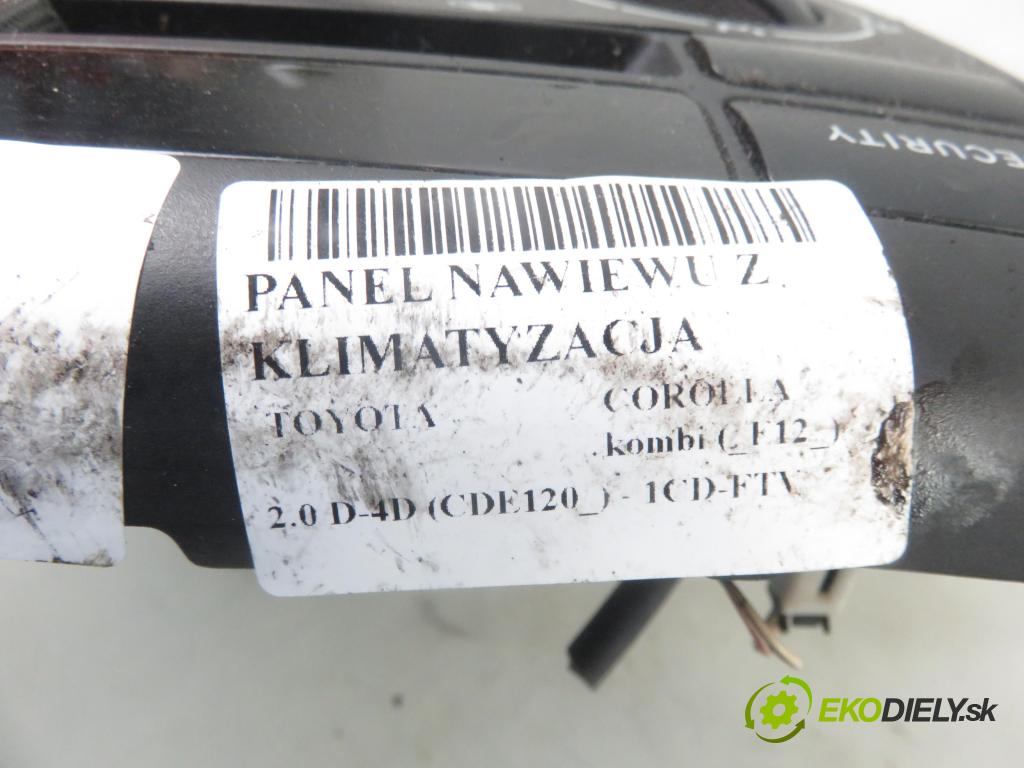 ECURITY
PANEL NAWIEWU Z
KLIMATYZACJA
TOYOTA
COROLLA
kombi (_E12_)
2.0 D-4D (CDE120_) - 1CD-FTV
EKODIELY.sk